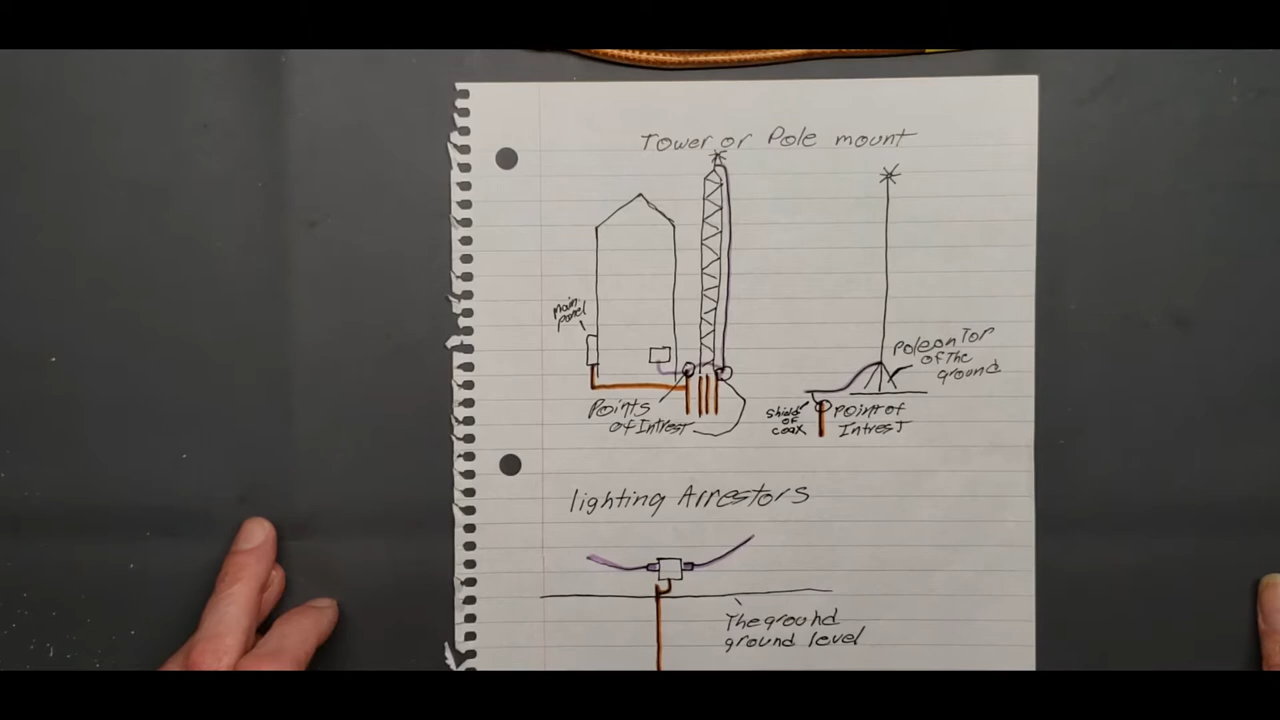 Tower or Pole mount
main
panel
Pole on Top
of The
ground
Points
of Intrest
Shield
of
coax
Point of
Intrest
lighting Arrestors
The ground
ground level